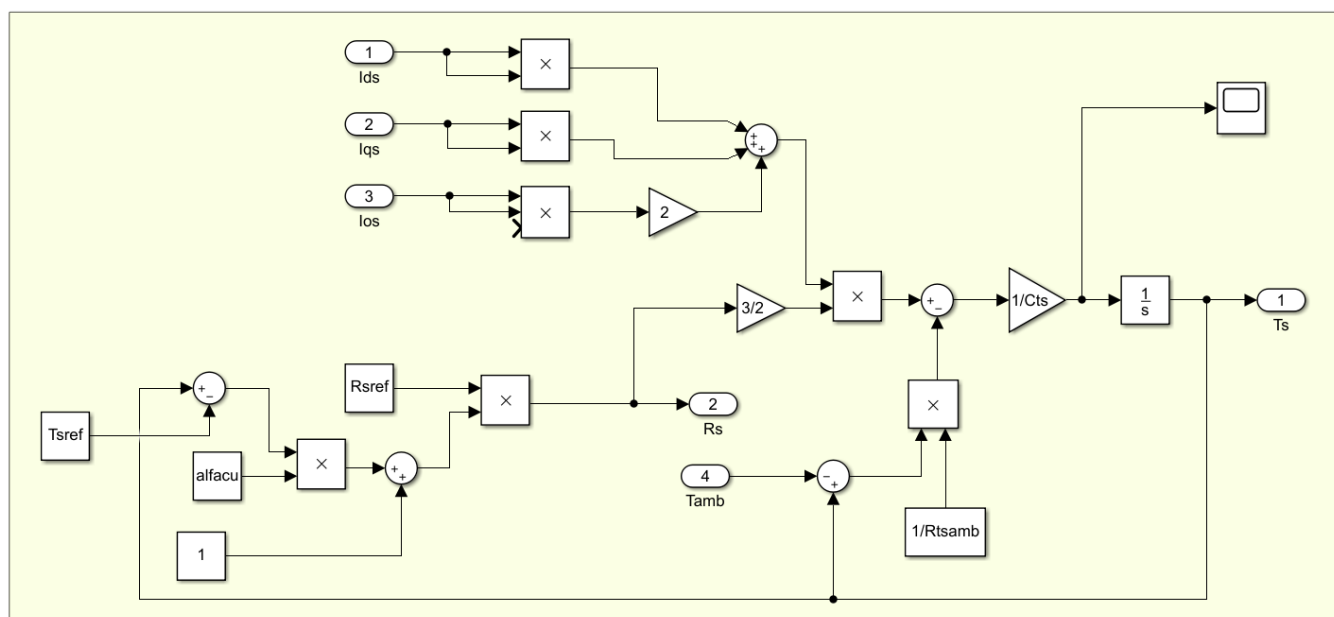 1
Ids
×
2
Iqs
×
+
+
+
3
Ios
×
2
3/2
×
+
−
1/Cts
1
s
1
Ts
+
−
Rsref
×
2
Rs
×
Tsref
alfacu
×
+
+
4
Tamb
−
+
1/Rtsamb
1